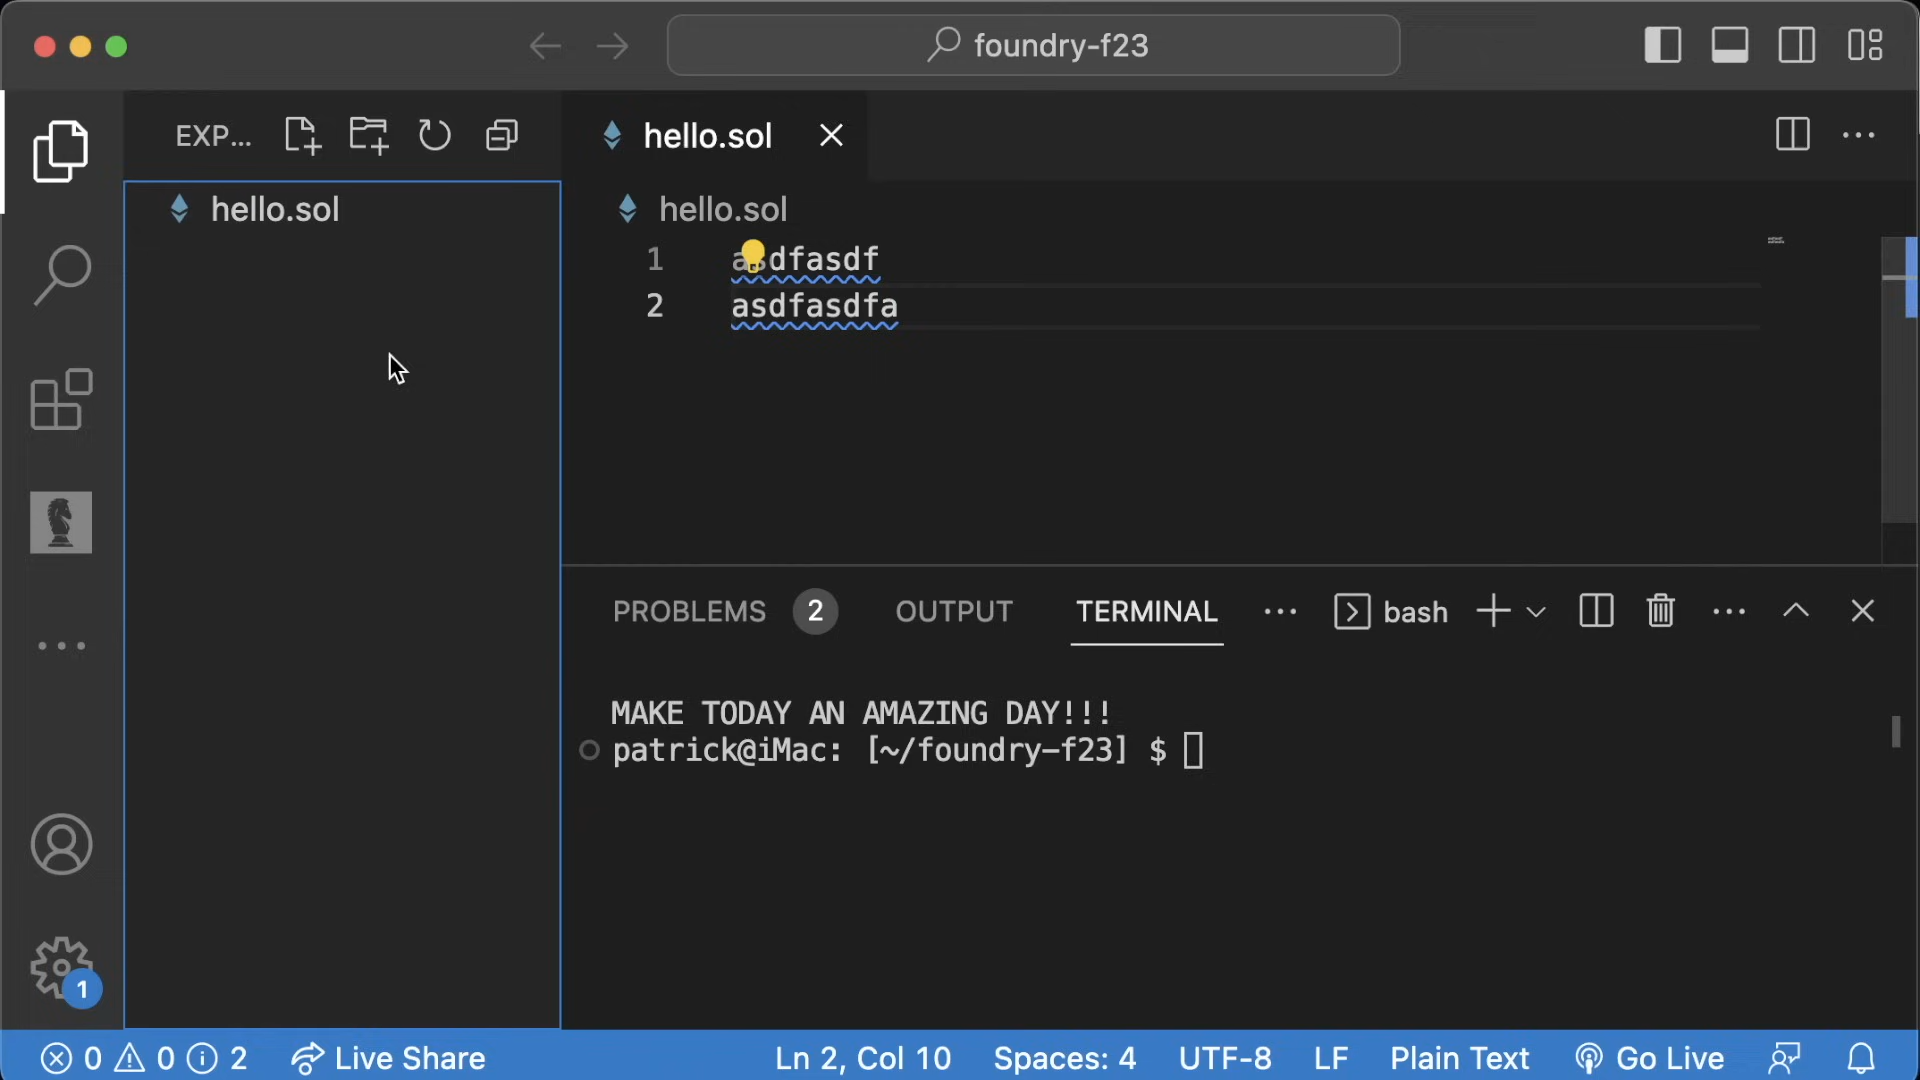 foundry-f23
EXP...
hello.sol
hello.sol
hello.sol
1 asdfasdf
2 asdfasdfa
PROBLEMS 2 OUTPUT TERMINAL ... bash
MAKE TODAY AN AMAZING DAY!!!
patrick@iMac: [~/foundry-f23] $
1
0 0 2 Live Share Ln 2, Col 10 Spaces: 4 UTF-8 LF Plain Text Go Live